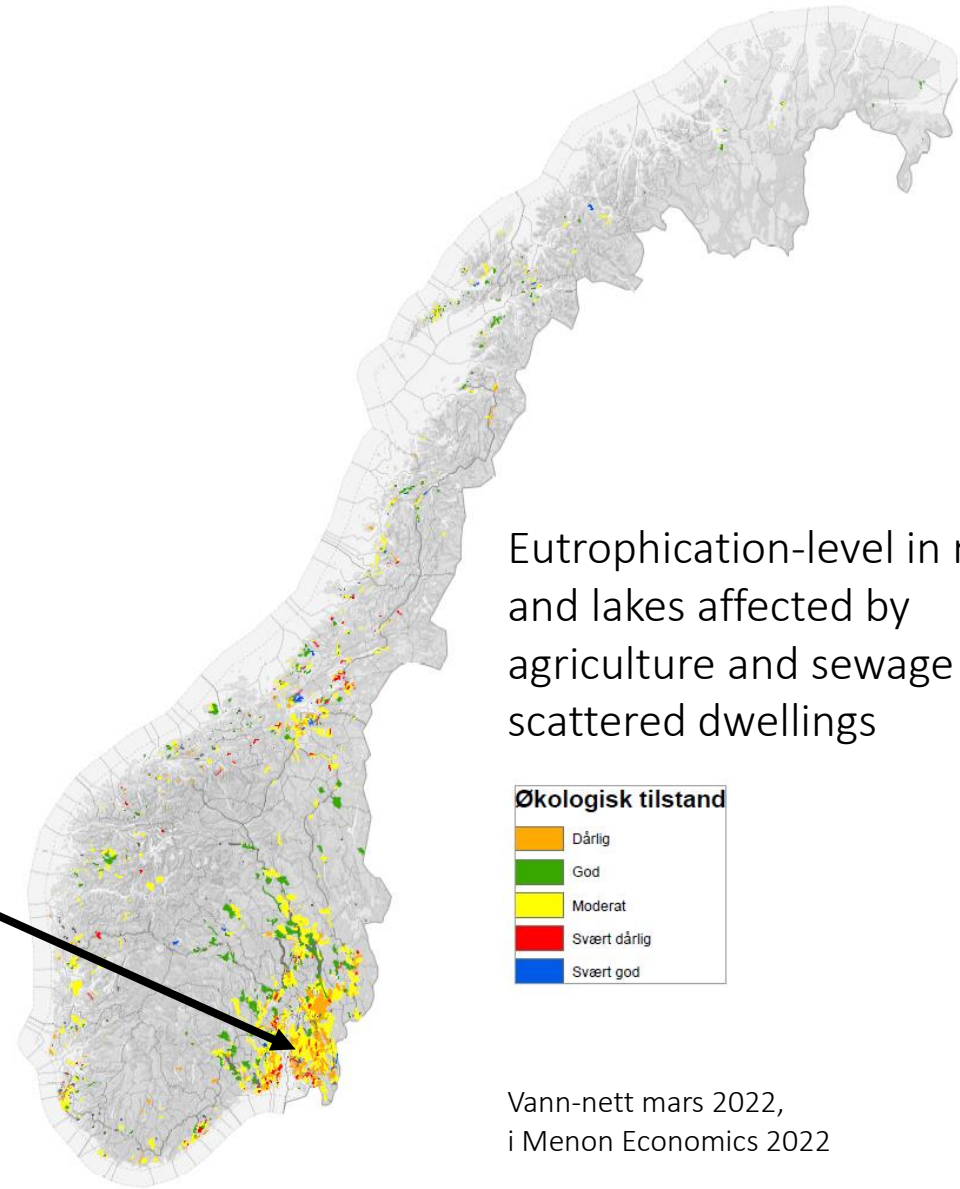 Eutrophication-level in
and lakes affected by
agriculture and sewage
scattered dwellings
Økologisk tilstand
Dårlig
God
Moderat
Svært dårlig
Svært god
Vann-nett mars 2022,
i Menon Economics 2022